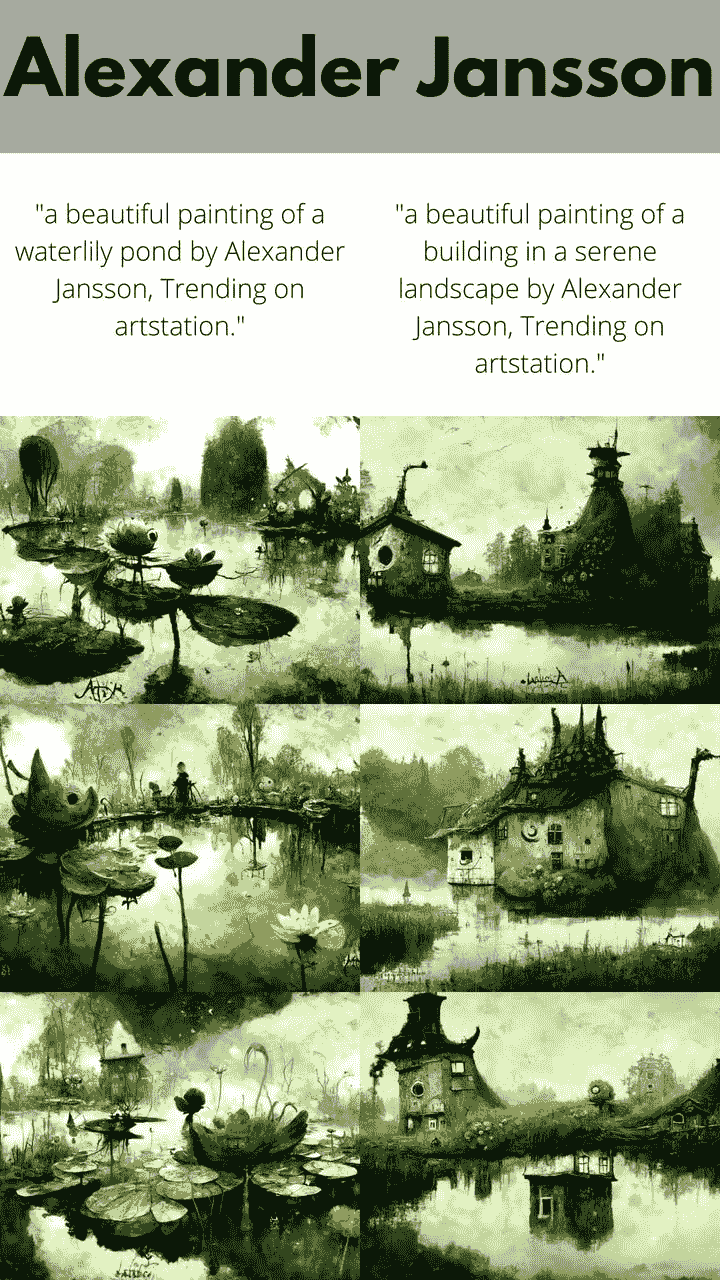 Alexander Jansson
"a beautiful painting of a
waterlily pond by Alexander
Jansson, Trending on
artstation."
"a beautiful painting of a
building in a serene
landscape by Alexander
Jansson, Trending on
artstation."